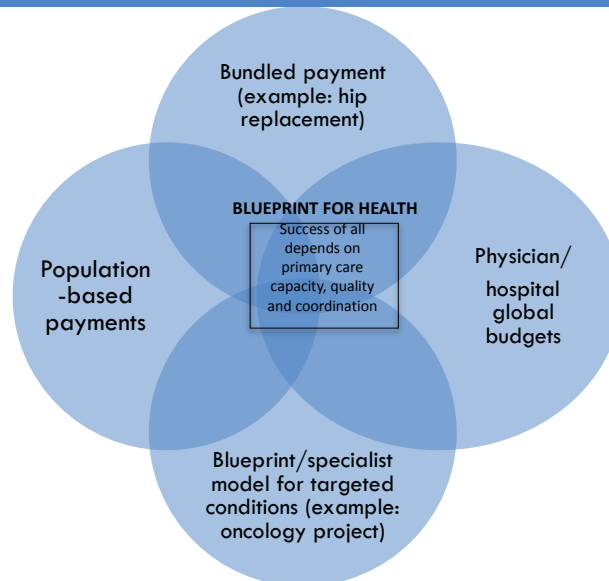 Bundled payment
(example: hip
replacement)
BLUEPRINT FOR HEALTH
Success of all
depends on
primary care
capacity, quality
and coordination
Population
-based
payments
Physician/
hospital
global
budgets
Blueprint/specialist
model for targeted
conditions (example:
oncology project)